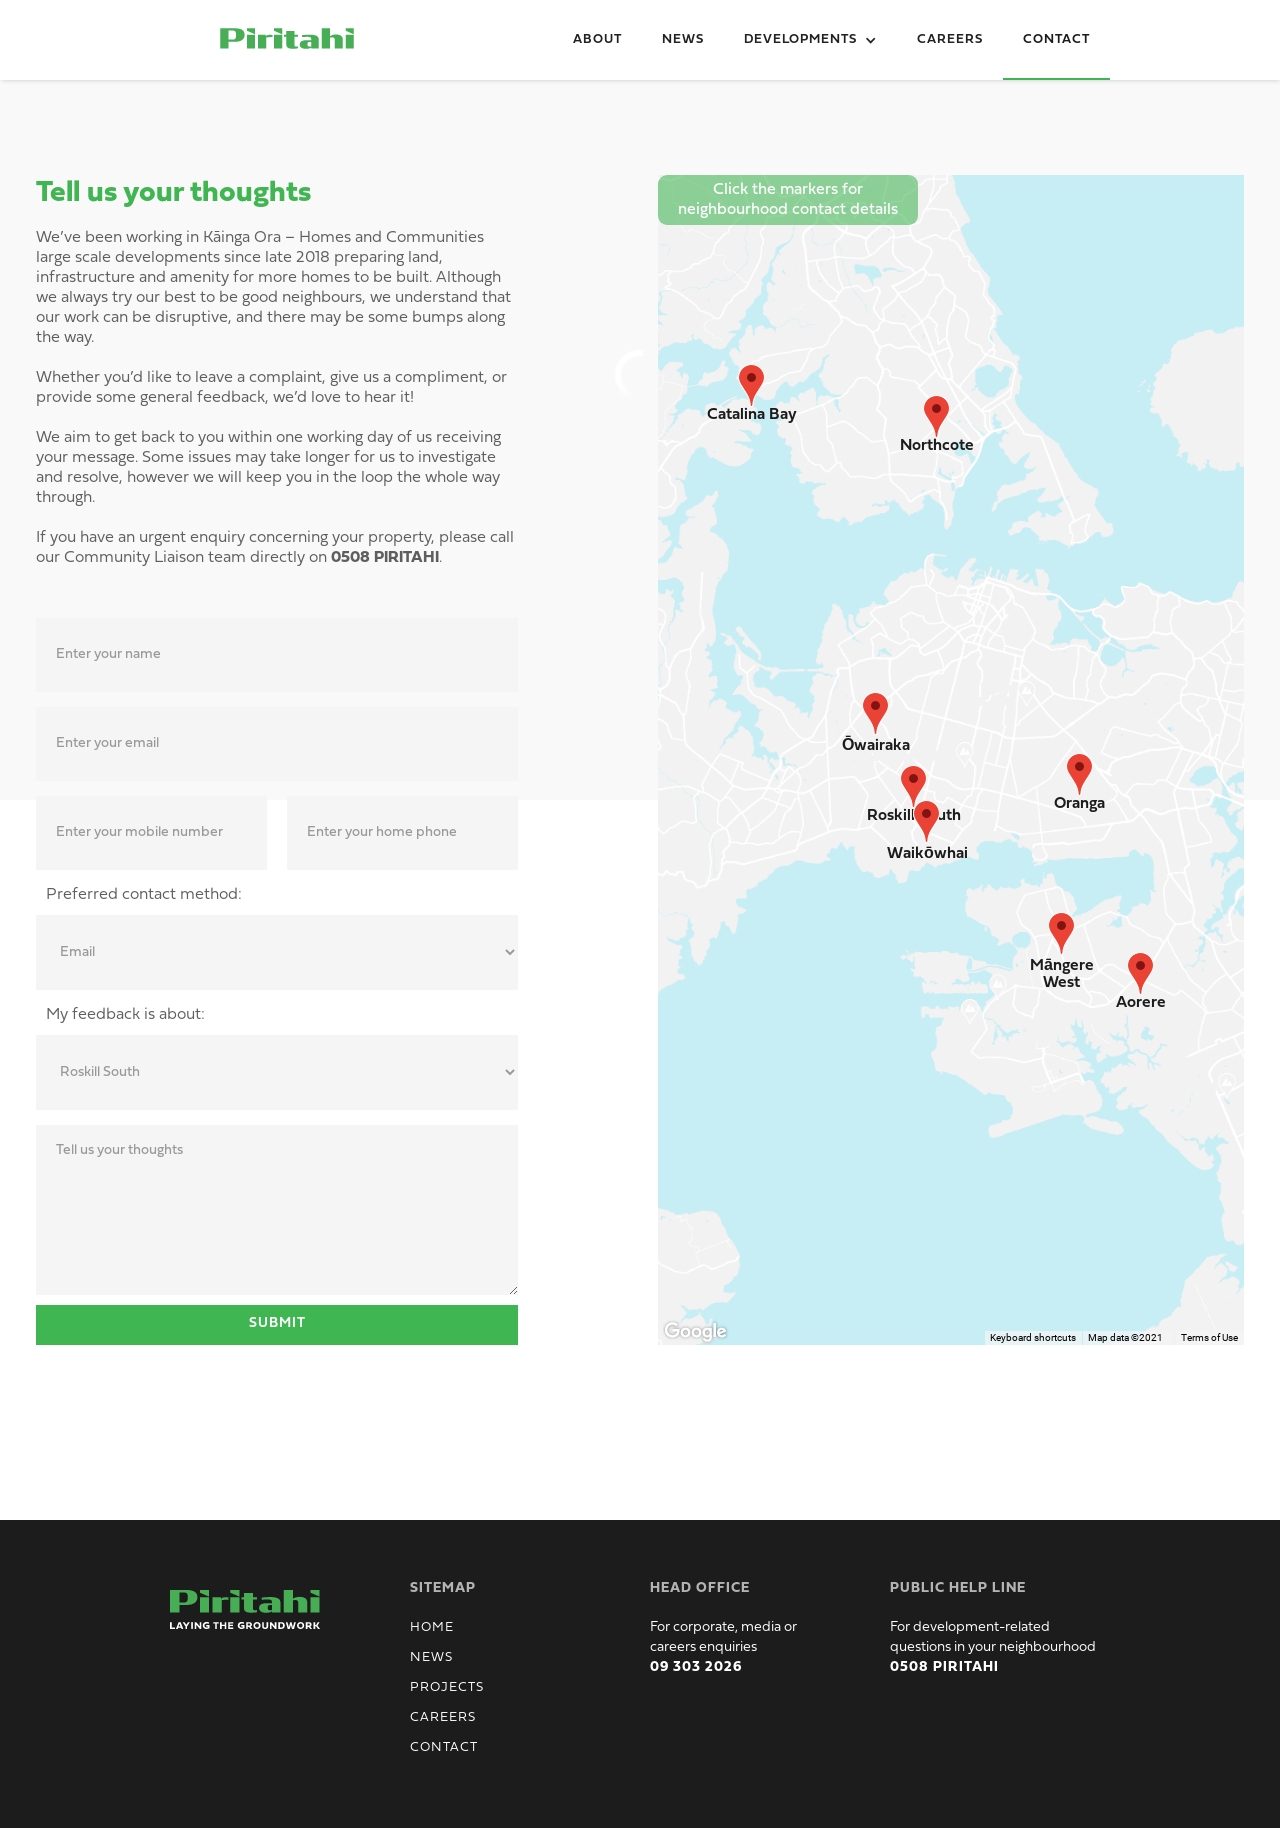 Piritahi
ABOUT
NEWS
DEVELOPMENTS
CAREERS
CONTACT
Tell us your thoughts
We’ve been working in Kāinga Ora – Homes and Communities
large scale developments since late 2018 preparing land,
infrastructure and amenity for more homes to be built. Although
we always try our best to be good neighbours, we understand that
our work can be disruptive, and there may be some bumps along
the way.
Whether you’d like to leave a complaint, give us a compliment, or
provide some general feedback, we’d love to hear it!
We aim to get back to you within one working day of us receiving
your message. Some issues may take longer for us to investigate
and resolve, however we will keep you in the loop the whole way
through.
If you have an urgent enquiry concerning your property, please call
our Community Liaison team directly on 0508 PIRITAHI.
Enter your name
Enter your email
Enter your mobile number
Enter your home phone
Preferred contact method:
Email
My feedback is about:
Roskill South
Tell us your thoughts
SUBMIT
Click the markers for
neighbourhood contact details
Catalina Bay
Northcote
Ōwairaka
Oranga
Roskill uth
Waikōwhai
Māngere
West
Aorere
Google
Keyboard shortcuts
Map data ©2021
Terms of Use
Piritahi
LAYING THE GROUNDWORK
SITEMAP
HOME
NEWS
PROJECTS
CAREERS
CONTACT
HEAD OFFICE
For corporate, media or
careers enquiries
09 303 2026
PUBLIC HELP LINE
For development-related
questions in your neighbourhood
0508 PIRITAHI